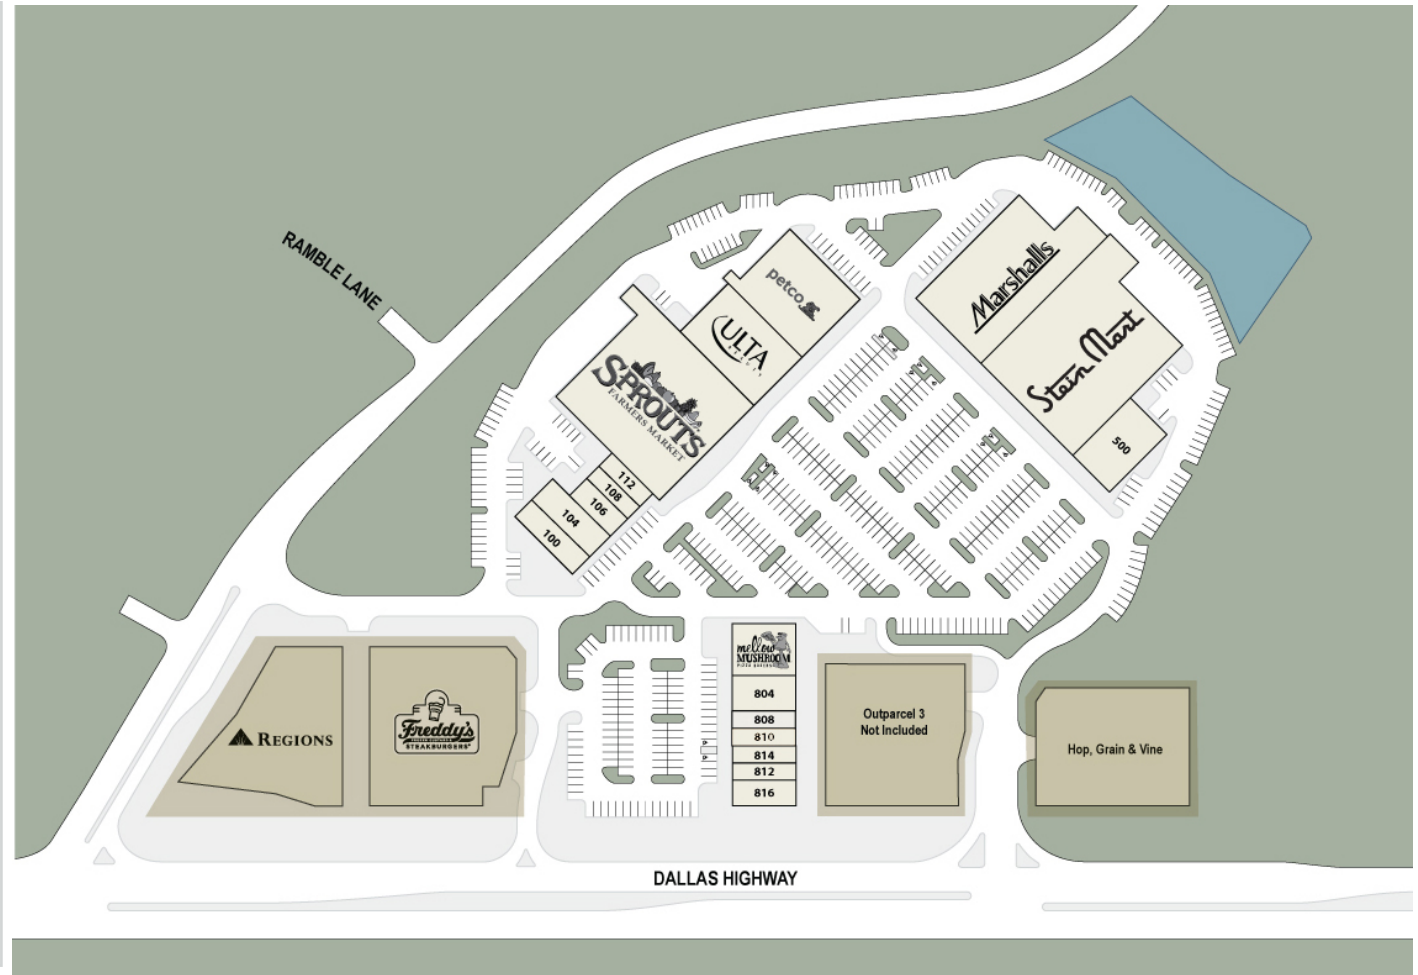 RAMBLE LANE
Marshalls
Stein Mart
500
petco
ULTA
SPROUTS
FARMERS MARKET
112
108
106
104
100
mellow
MUSHROOM
804
808
810
814
812
816
REGIONS
Freddy's
STEAKBURGERS
Outparcel 3
Not Included
Hop, Grain & Vine
DALLAS HIGHWAY